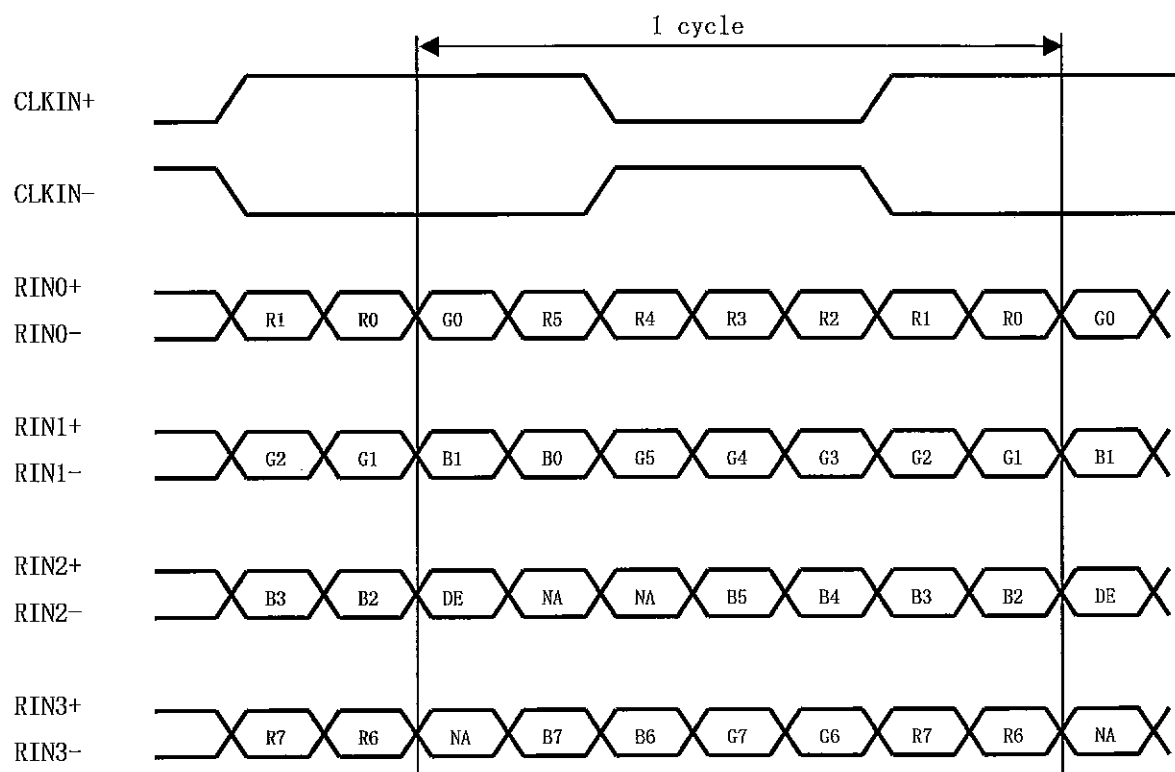 1 cycle
CLKIN+
CLKIN-
RIN0+
R1 R0 G0 R5 R4 R3 R2 R1 R0 G0
RIN0-
RIN1+
G2 G1 B1 B0 G5 G4 G3 G2 G1 B1
RIN1-
RIN2+
B3 B2 DE NA NA B5 B4 B3 B2 DE
RIN2-
RIN3+
R7 R6 NA B7 B6 G7 G6 R7 R6 NA
RIN3-